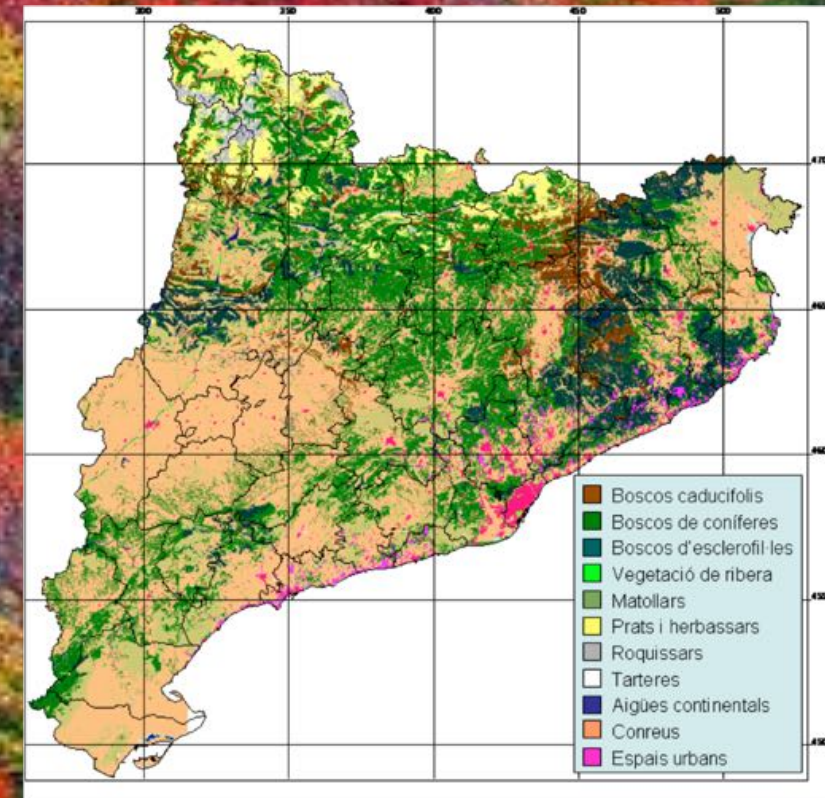 300 350 400 450 500
470
460
450
Boscos caducifolis
Boscos de coníferes
Boscos d'esclerofil·les
Vegetació de ribera
Matollars
Prats i herbassars
Roquissars
Tarteres
Aigües continentals
Conreus
Espais urbans